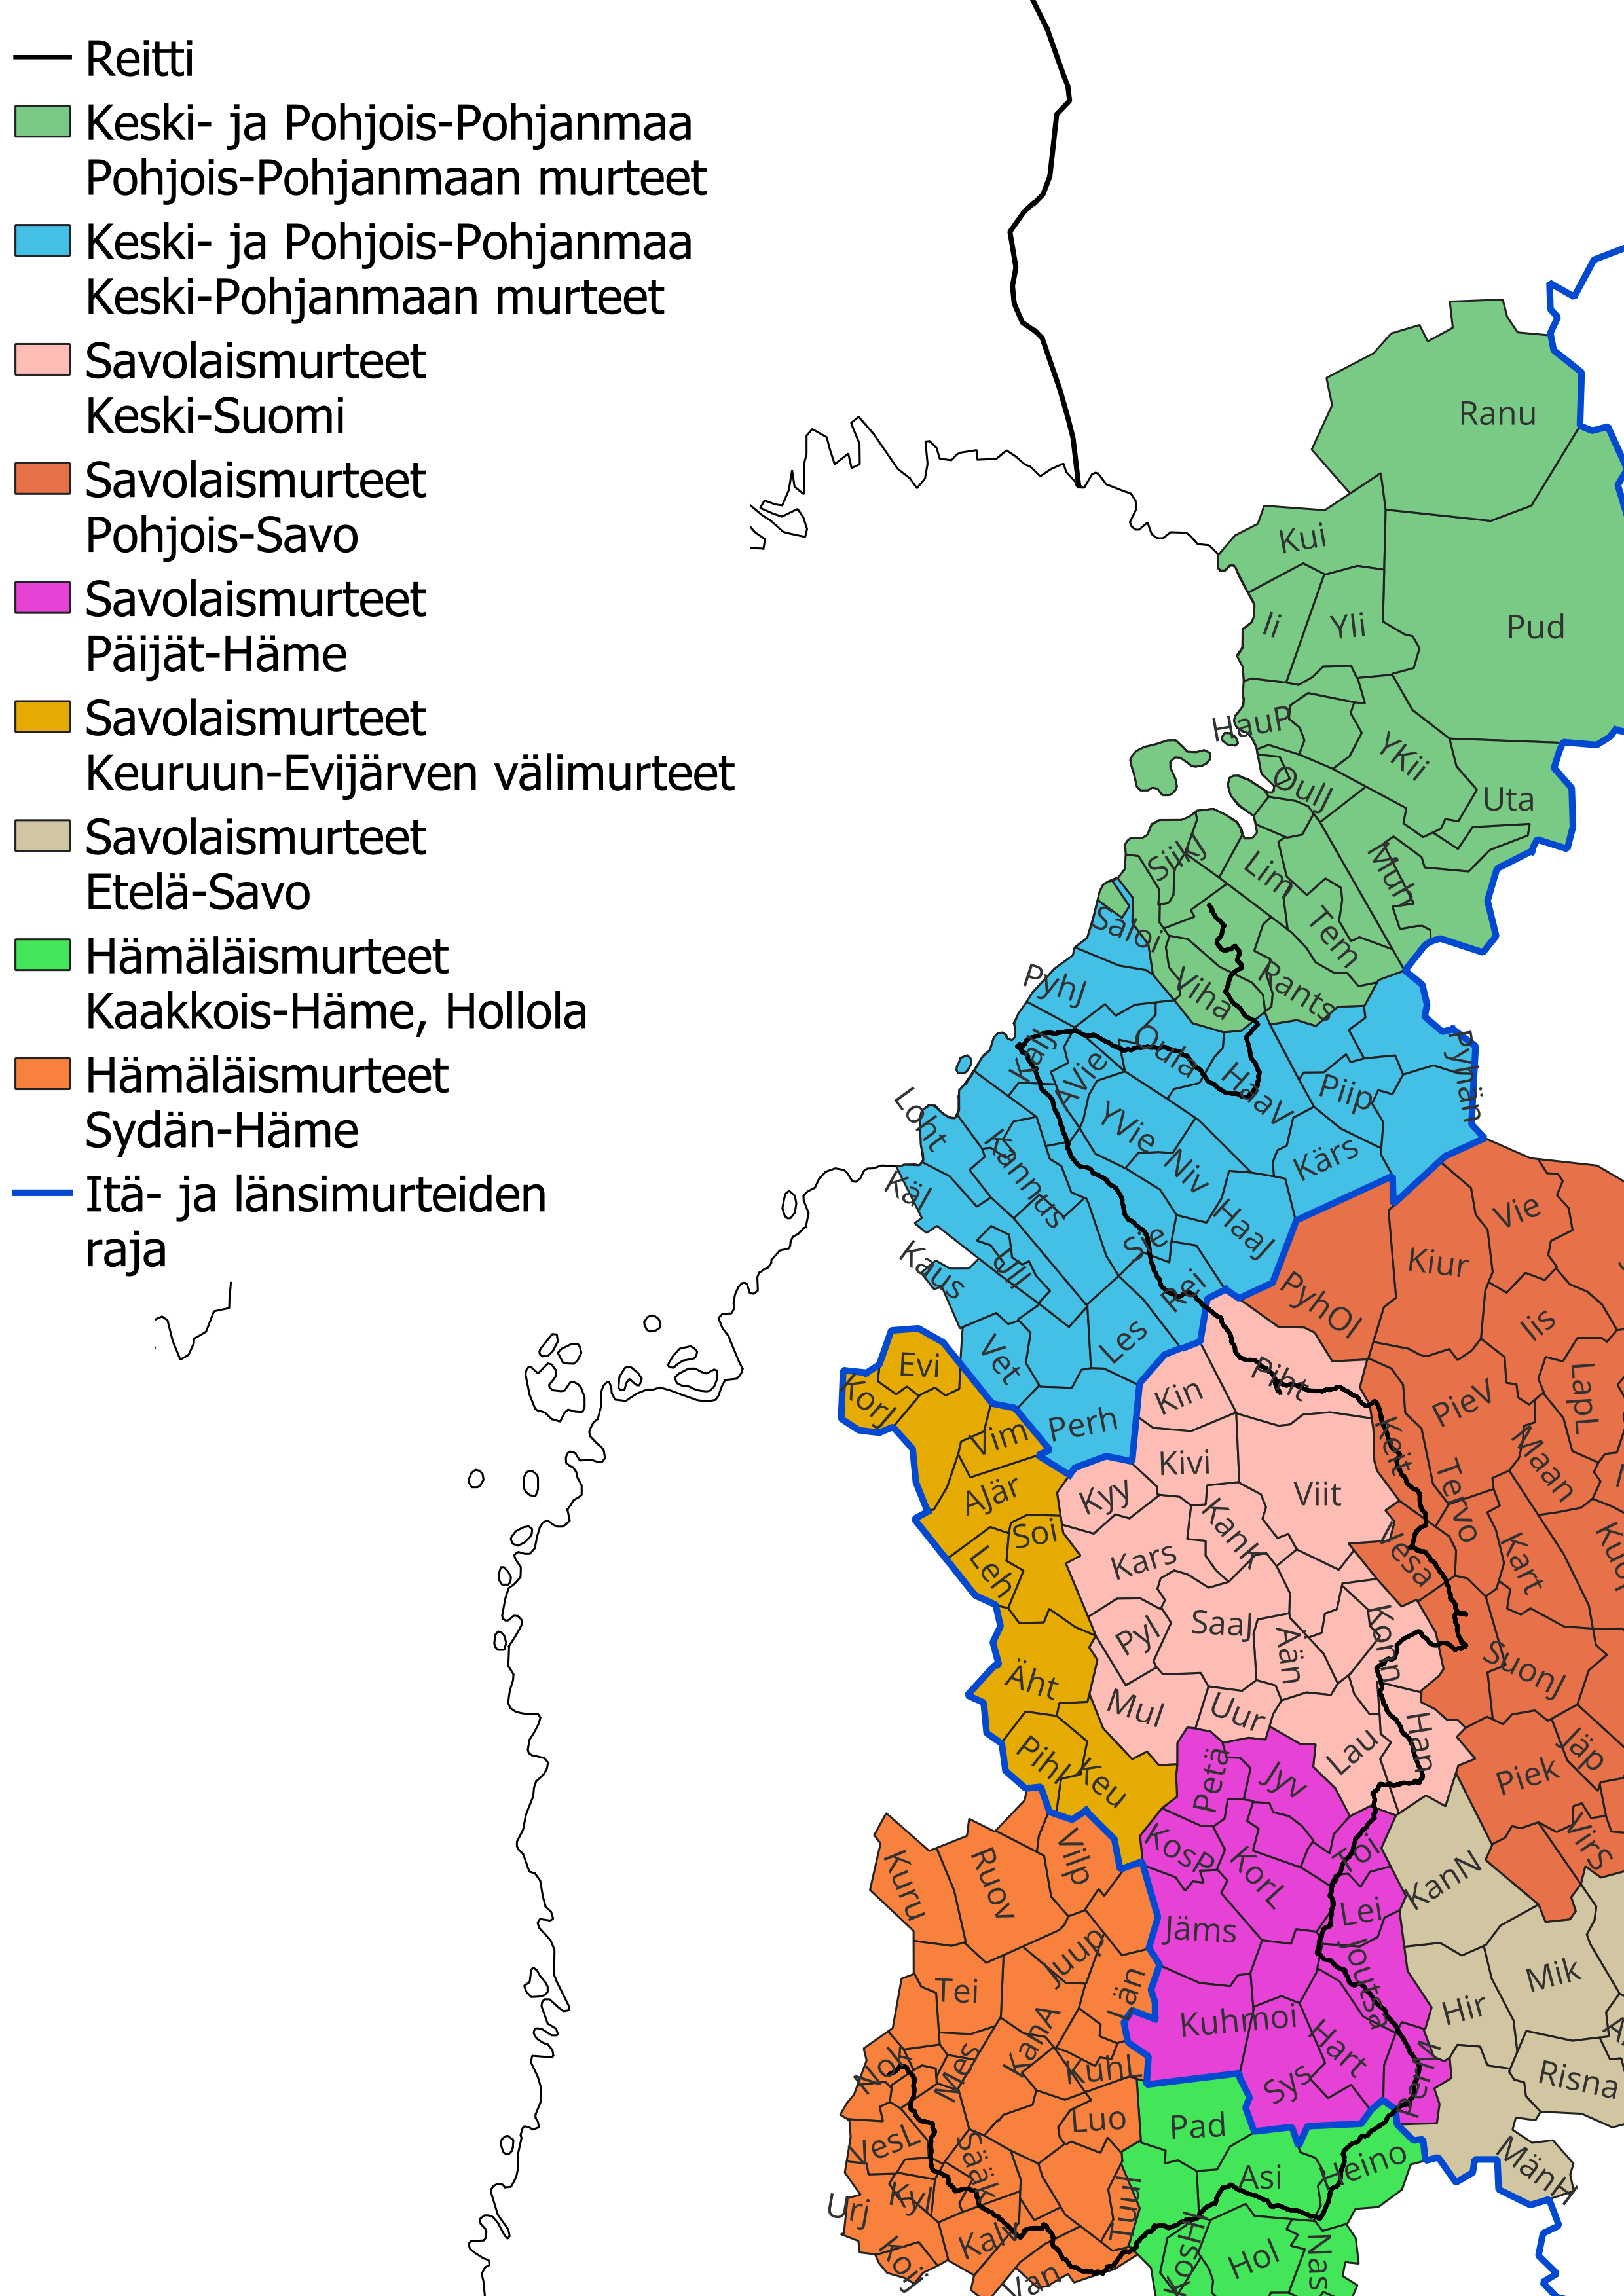 Reitti
Keski- ja Pohjois-Pohjanmaa
Pohjois-Pohjanmaan murteet
Keski- ja Pohjois-Pohjanmaa
Keski-Pohjanmaan murteet
Savolaismurteet
Keski-Suomi
Savolaismurteet
Pohjois-Savo
Savolaismurteet
Päijät-Häme
Savolaismurteet
Keuruun-Evijärven välimurteet
Savolaismurteet
Etelä-Savo
Hämäläismurteet
Kaakkois-Häme, Hollola
Hämäläismurteet
Sydän-Häme
Itä- ja länsimurteiden
raja
Ranu
Kui
Ii
Yli
Pud
HauP
YKii
OulJ
Uta
SiikJ
Lim
Muh
Tem
Saloi
PyhJ
Viha
Rants
KalJ
AVie
Oula
HaaV
Piip
Pyhän
Loht
Kannus
YVie
Niv
Kärs
Käl
Sie
HaaJ
Kaus
Ull
Rei
Les
Vet
Perh
PyhOl
Kiur
Vie
Iis
LapL
PieV
Keit
Tervo
Maan
Kart
Vesa
SuonJ
Piek
Jäp
VirS
Evi
KorJ
Vim
AJär
Soi
Leh
Äht
Pihl
Keu
Piht
Kin
Kivi
Viit
Kyy
Kank
Kars
Pyl
SaaJ
Ään
Konn
Mul
Uur
Lau
Han
Petä
Jyv
KosP
KorL
Koi
Lei
Jäms
Joutsa
Kuhmoi
Hart
Sys
PerM
KanN
Mik
Hir
Risna
MänH
Kuru
Ruov
Vilp
Juup
Tei
Län
KanA
Nok
Mes
KuhL
Luo
VesL
Sääk
Kyl
Urj
Tuul
Kalv
Koij
Van
Pad
Asi
Heino
KosH
Hol
Nas